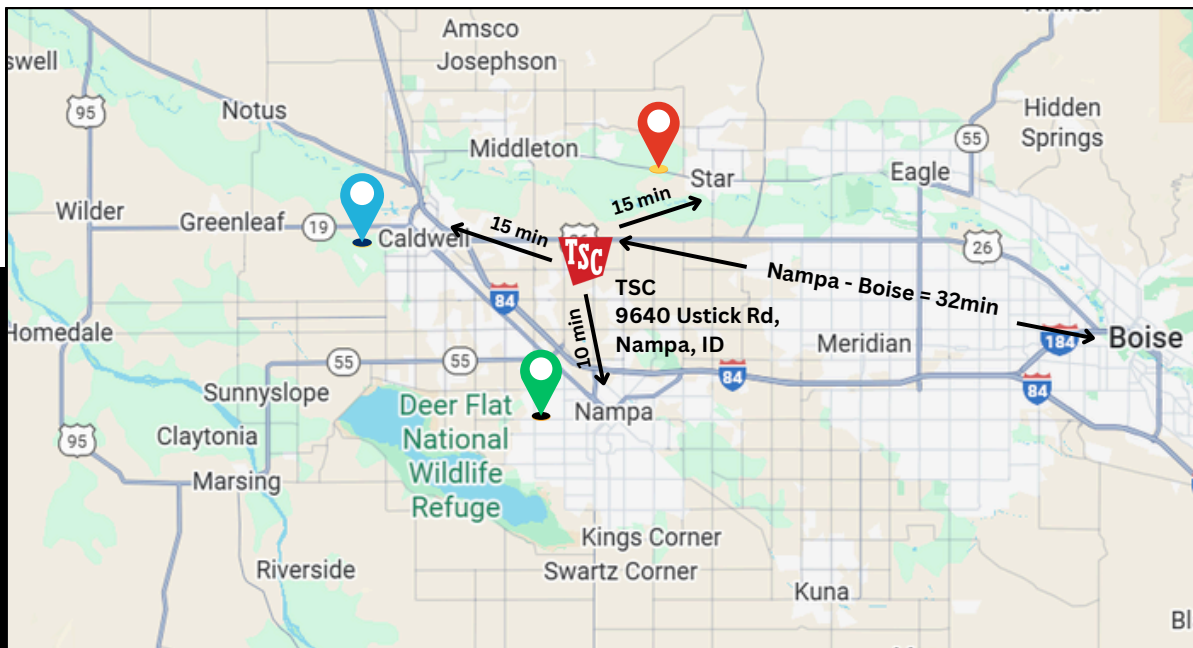 Amsco
Josephson
swell
95
Notus
Hidden
Springs
55
Middleton
Star
Eagle
15 min
Wilder
Greenleaf
19
Caldwell
15 min
TSC
26
Nampa - Boise = 32min
84
TSC
9640 Ustick Rd,
Nampa, ID
10 min
Homedale
Meridian
184
Boise
55
55
84
84
Sunnyslope
Deer Flat
National
Wildlife
Refuge
Nampa
95
Claytonia
Marsing
Kings Corner
Swartz Corner
Riverside
Kuna
Bl